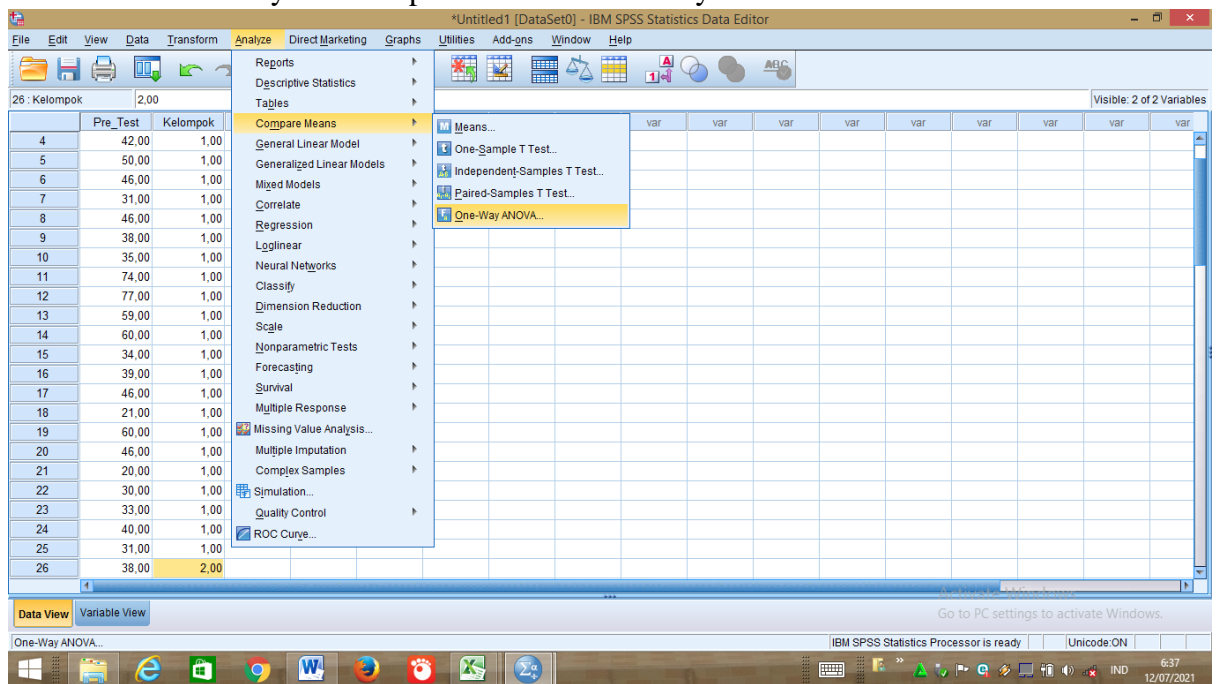 *Untitled1 [DataSet0] - IBM SPSS Statistics Data Editor
File Edit View Data Transform Analyze Direct Marketing Graphs Utilities Add-ons Window Help
26 : Kelompok 2,00 Visible: 2 of 2 Variables
Pre_Test Kelompok var var var var var var var var
4 42,00 1,00
5 50,00 1,00
6 46,00 1,00
7 31,00 1,00
8 46,00 1,00
9 38,00 1,00
10 35,00 1,00
11 74,00 1,00
12 77,00 1,00
13 59,00 1,00
14 60,00 1,00
15 34,00 1,00
16 39,00 1,00
17 46,00 1,00
18 21,00 1,00
19 60,00 1,00
20 46,00 1,00
21 20,00 1,00
22 30,00 1,00
23 33,00 1,00
24 40,00 1,00
25 31,00 1,00
26 38,00 2,00
Reports
Descriptive Statistics
Tables
Compare Means
General Linear Model
Generalized Linear Models
Mixed Models
Correlate
Regression
Loglinear
Neural Networks
Classify
Dimension Reduction
Scale
Nonparametric Tests
Forecasting
Survival
Multiple Response
Missing Value Analysis...
Multiple Imputation
Complex Samples
Simulation...
Quality Control
ROC Curve...
Means...
One-Sample T Test...
Independent-Samples T Test...
Paired-Samples T Test...
One-Way ANOVA...
Data View Variable View
Activate Windows
Go to PC settings to activate Windows.
One-Way ANOVA... IBM SPSS Statistics Processor is ready Unicode:ON
IND 6:37
12/07/2021